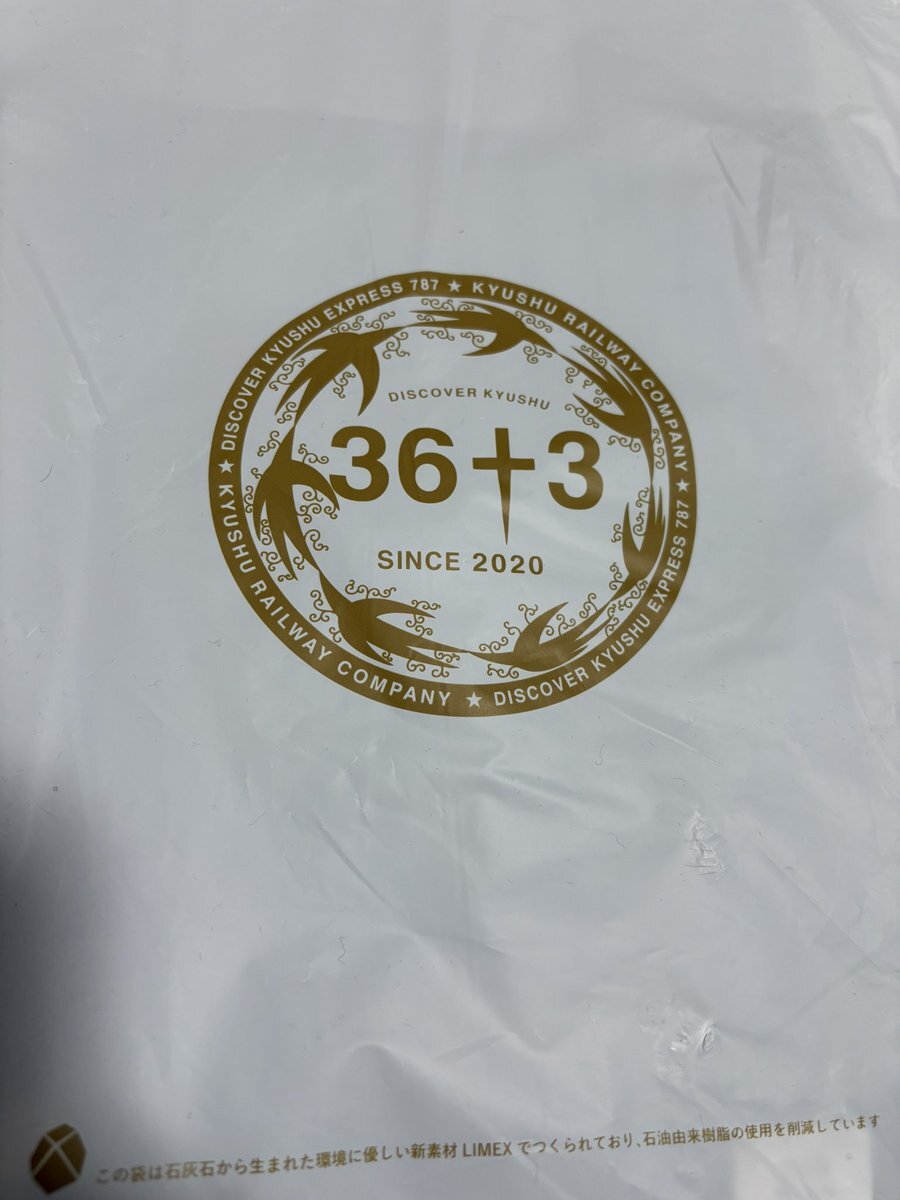 DISCOVER KYUSHU EXPRESS 787 ★ KYUSHU RAILWAY COMPANY ★ DISCOVER KYUSHU EXPRESS 787 ★ KYUSHU RAILWAY COMPANY ★
DISCOVER KYUSHU
36†3
SINCE 2020
この袋は石灰石から生まれた環境に優しい新素材 LIMEX でつくられており、石油由来樹脂の使用を削減しています